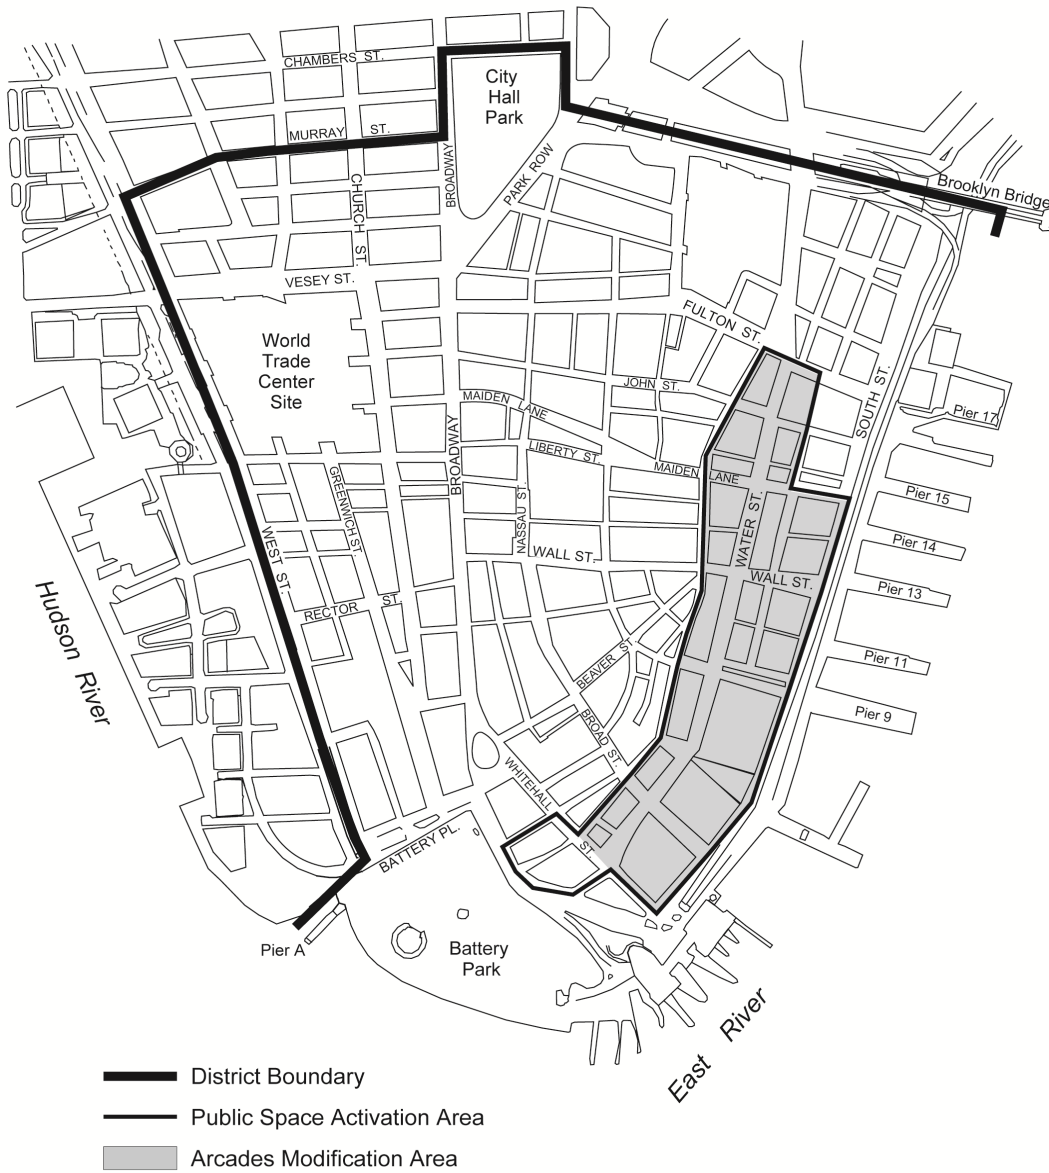 CHAMBERS ST.
City
Hall
Park
MURRAY ST.
BROADWAY
PARK ROW
CHURCH ST.
Brooklyn Bridge
VESEY ST.
FULTON ST.
World
Trade
Center
Site
JOHN ST.
SOUTH ST.
MAIDEN LANE
Pier 17
BROADWAY
LIBERTY ST.
MAIDEN LANE
GREENWICH ST.
NASSAU ST.
WATER ST.
Pier 15
WEST ST.
WALL ST.
Pier 14
WALL ST.
Pier 13
RECTOR ST.
Hudson River
BEAVER ST.
Pier 11
BROAD ST.
Pier 9
WHITEHALL ST.
BATTERY PL.
Pier A
Battery
Park
East River
District Boundary
Public Space Activation Area
Arcades Modification Area